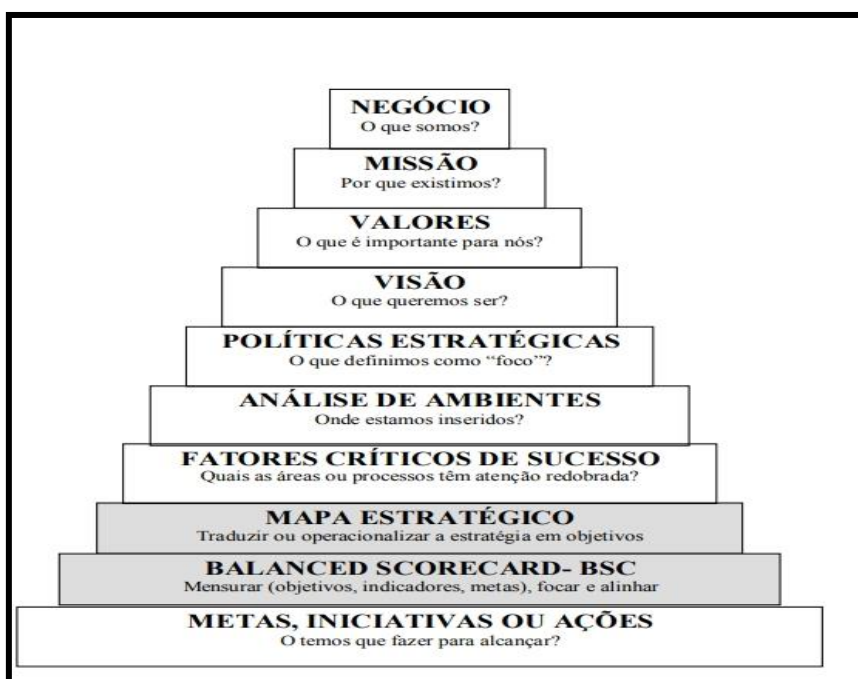 NEGÓCIO
O que somos?
MISSÃO
Por que existimos?
VALORES
O que é importante para nós?
VISÃO
O que queremos ser?
POLÍTICAS ESTRATÉGICAS
O que definimos como “foco”?
ANÁLISE DE AMBIENTES
Onde estamos inseridos?
FATORES CRÍTICOS DE SUCESSO
Quais as áreas ou processos têm atenção redobrada?
MAPA ESTRATÉGICO
Traduzir ou operacionalizar a estratégia em objetivos
BALANCED SCORECARD- BSC
Mensurar (objetivos, indicadores, metas), focar e alinhar
METAS, INICIATIVAS OU AÇÕES
O temos que fazer para alcançar?